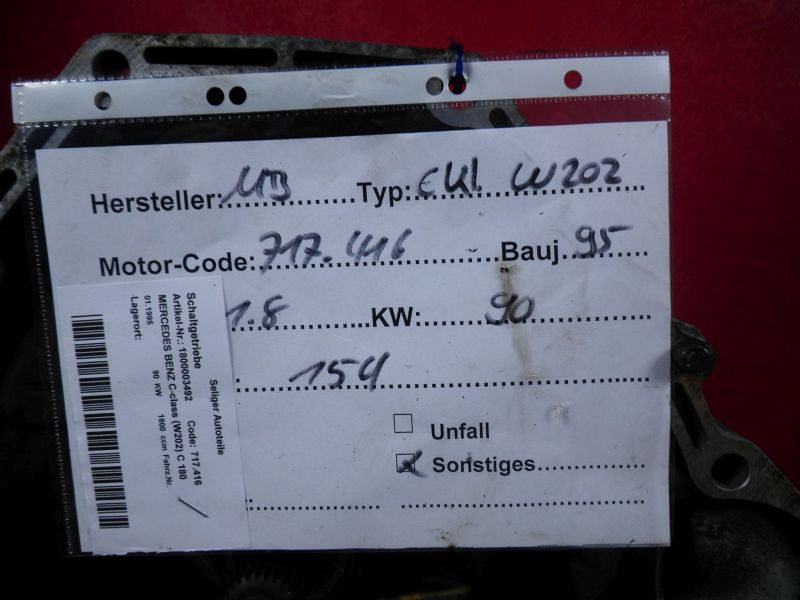 Hersteller: MB Typ: CKl. W202
Motor-Code: 717.416 Bauj 95
1.8 KW: 90
154
Unfall
Sonstiges
Seliger Autoteile
Schaltgetriebe
Artikel-Nr.: 1800003492 Code: 717.416
MERCEDES BENZ C-class (W202) C 180
01.1995 90 KW 1800 ccm Fahrz.Nr.
Lagerort: /